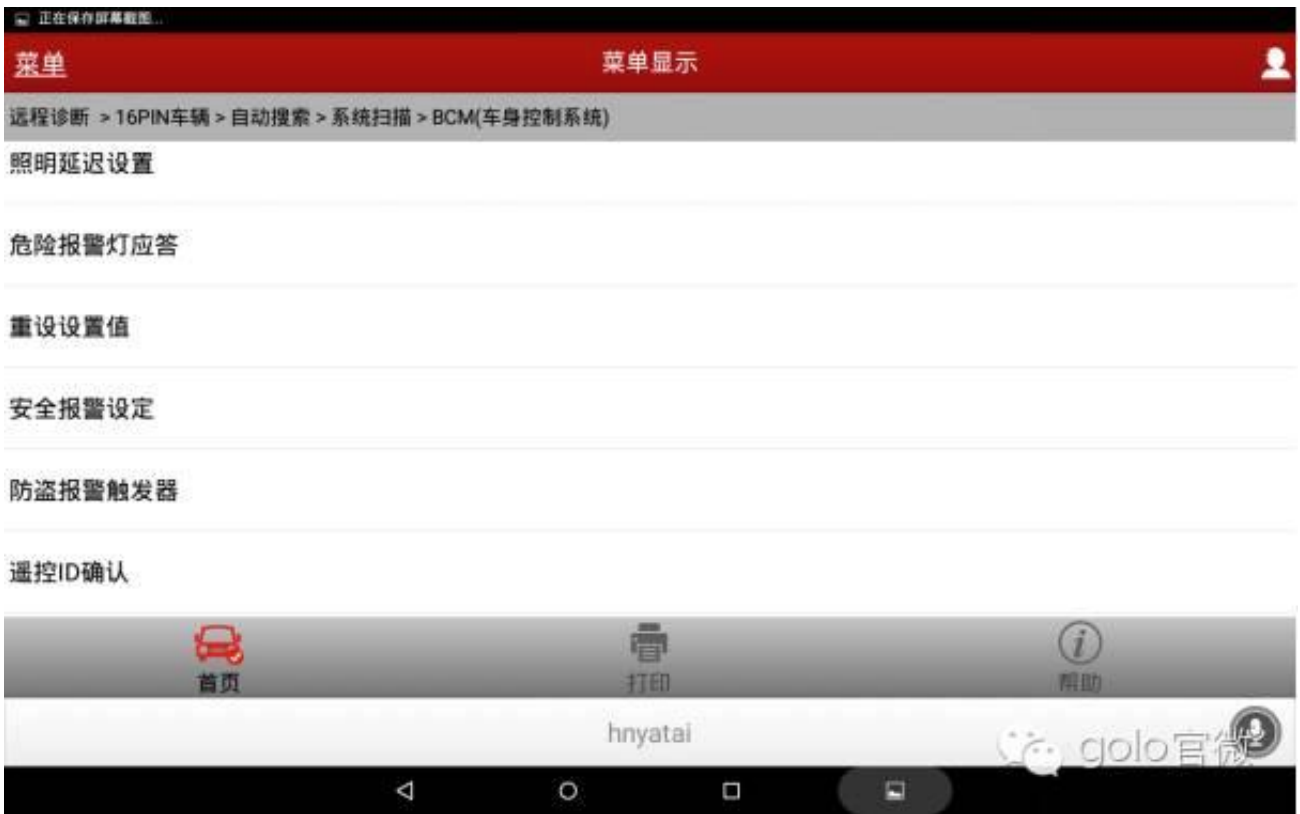 正在保存屏幕截图...
菜单
菜单显示
远程诊断 > 16PIN车辆 > 自动搜索 > 系统扫描 > BCM(车身控制系统)
照明延迟设置
危险报警灯应答
重设设置值
安全报警设定
防盗报警触发器
遥控ID确认
首页
打印
帮助
hnyatai
golo官微